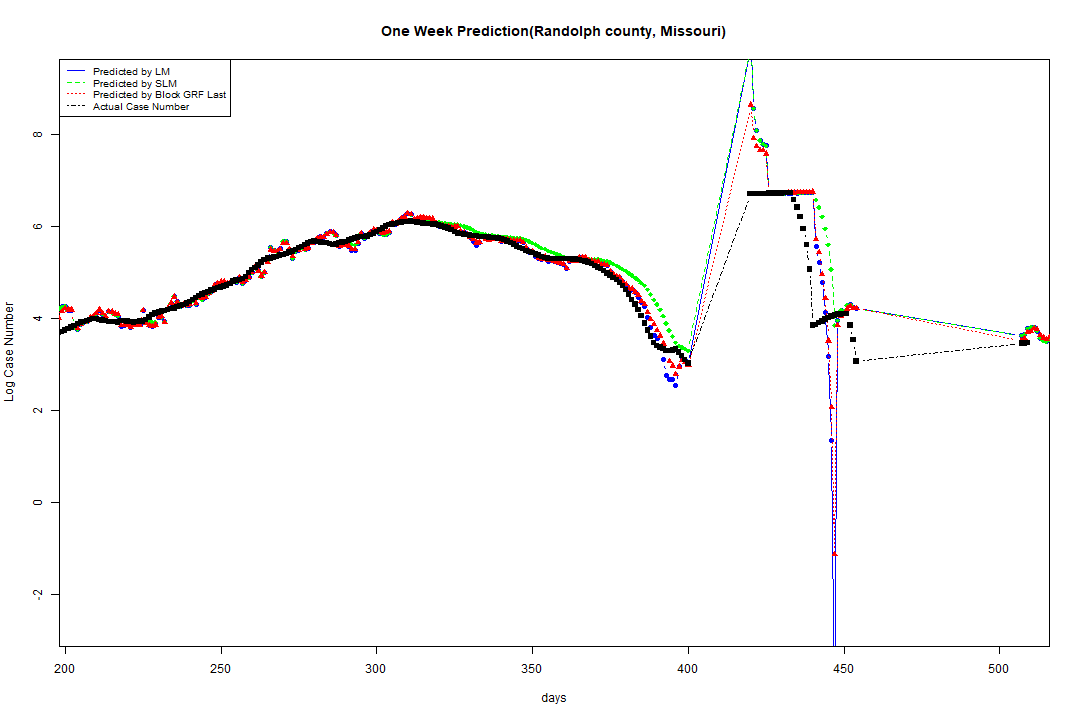 One Week Prediction(Randolph county, Missouri)
Predicted by LM
Predicted by SLM
Predicted by Block GRF Last
Actual Case Number
Log Case Number
8
6
4
2
0
-2
200 250 300 350 400 450 500
days